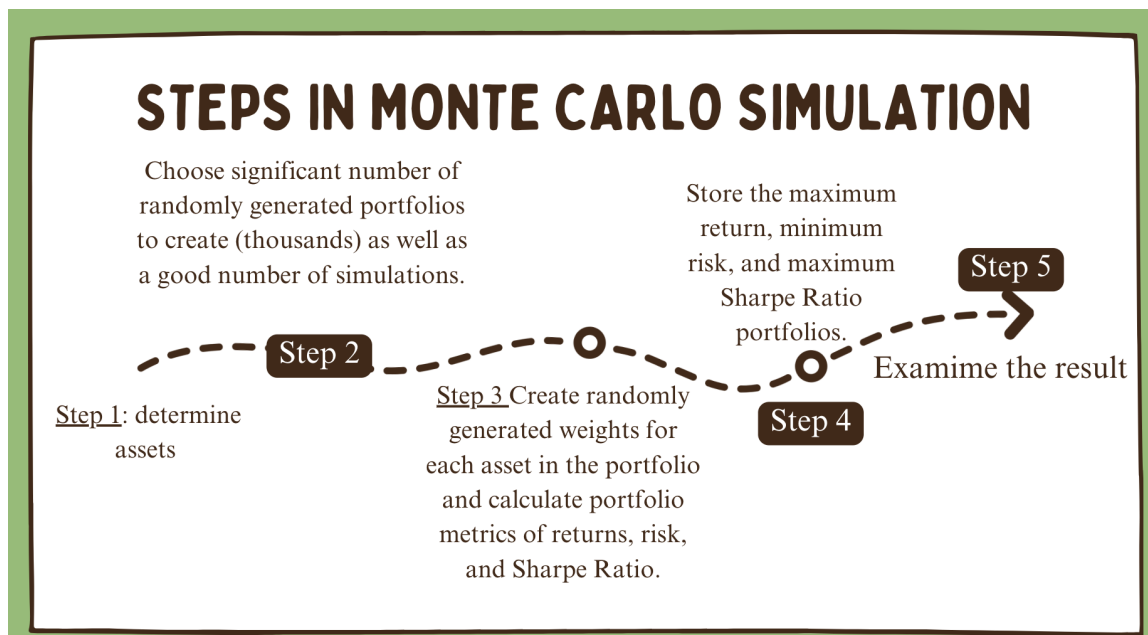 STEPS IN MONTE CARLO SIMULATION
Step 1: determine
assets
Choose significant number of
randomly generated portfolios
to create (thousands) as well as
a good number of simulations.
Step 2
Step 3 Create randomly
generated weights for
each asset in the portfolio
and calculate portfolio
metrics of returns, risk,
and Sharpe Ratio.
Store the maximum
return, minimum
risk, and maximum
Sharpe Ratio
portfolios.
Step 4
Step 5
Examime the result